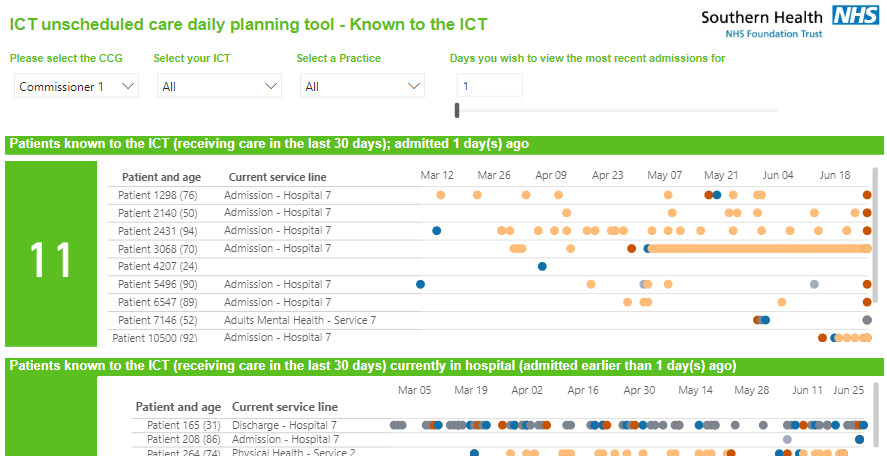 ICT unscheduled care daily planning tool - Known to the ICT
Southern Health NHS
NHS Foundation Trust
Please select the CCG Select your ICT Select a Practice Days you wish to view the most recent admissions for
Commissioner 1 All All 1
Patients known to the ICT (receiving care in the last 30 days); admitted 1 day(s) ago
11
Patient and age Current service line Mar 12 Mar 26 Apr 09 Apr 23 May 07 May 21 Jun 04 Jun 18
Patient 1298 (76) Admission - Hospital 7
Patient 2140 (50) Admission - Hospital 7
Patient 2431 (94) Admission - Hospital 7
Patient 3068 (70) Admission - Hospital 7
Patient 4207 (24)
Patient 5496 (90) Admission - Hospital 7
Patient 6547 (89) Admission - Hospital 7
Patient 7146 (52) Adults Mental Health - Service 7
Patient 10500 (92) Admission - Hospital 7
Patients known to the ICT (receiving care in the last 30 days) currently in hospital (admitted earlier than 1 day(s) ago)
Mar 05 Mar 19 Apr 02 Apr 16 Apr 30 May 14 May 28 Jun 11 Jun 25
Patient and age Current service line
Patient 165 (31) Discharge - Hospital 7
Patient 208 (86) Admission - Hospital 7
Patient 264 (74) Physical Health - Service 2